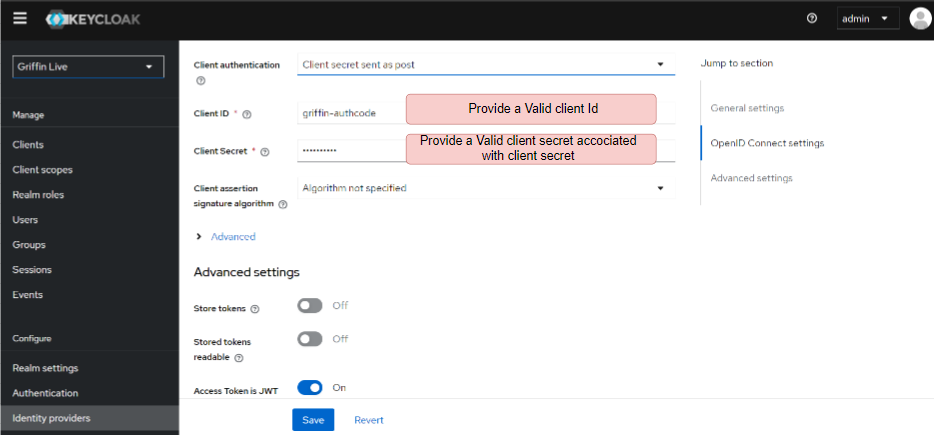 KEYCLOAK
admin
Griffin Live
Manage
Clients
Client scopes
Realm roles
Users
Groups
Sessions
Events
Configure
Realm settings
Authentication
Identity providers
Client authentication
Client secret sent as post
Client ID *
griffin-authcode
Provide a Valid client Id
Client Secret *
••••••••••
Provide a Valid client secret accociated
with client secret
Client assertion
signature algorithm
Algorithm not specified
Advanced
Advanced settings
Store tokens
Off
Stored tokens
readable
Off
Access Token is JWT
On
Save
Revert
Jump to section
General settings
OpenID Connect settings
Advanced settings